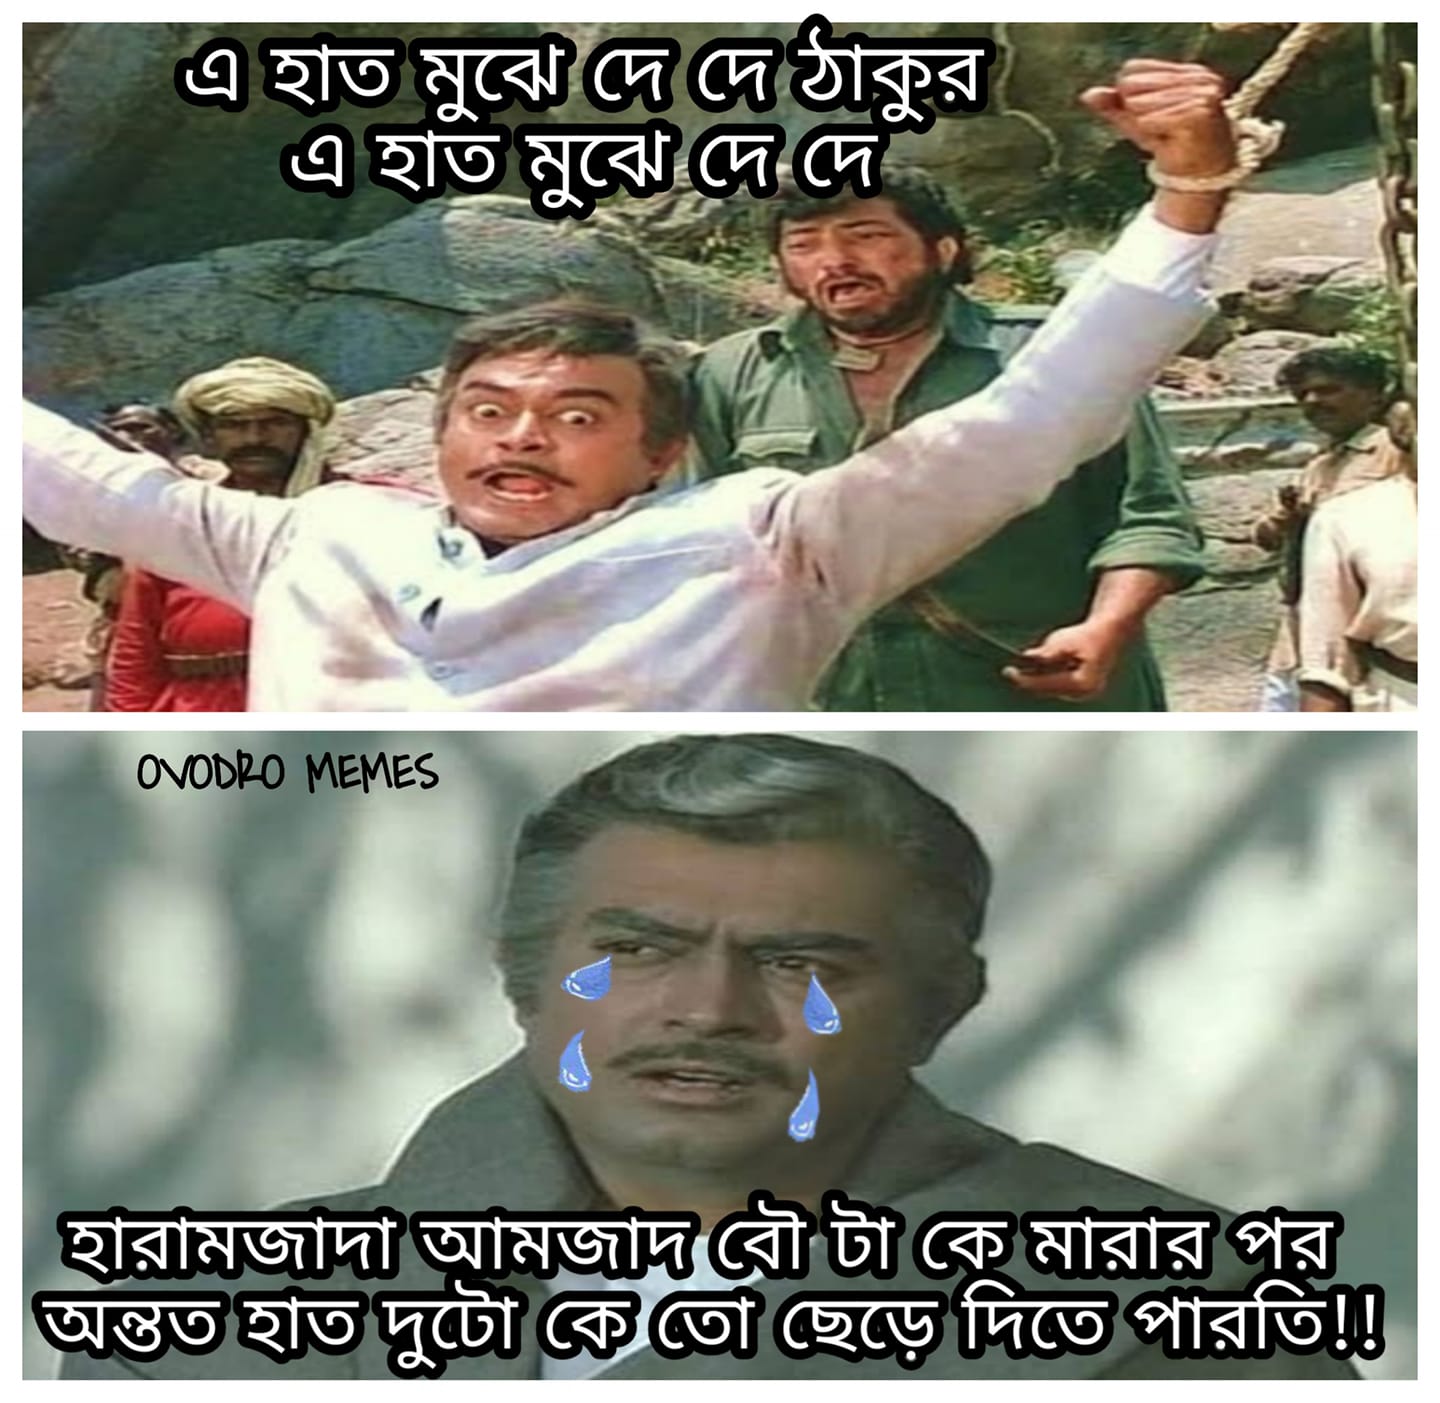 এ হাত মুঝে দে দে ঠাকুর
এ হাত মুঝে দে দে
OVODRO MEMES
হারামজাদা আমজাদ বৌ টা কে মারার পর
অন্তত হাত দুটো কে তো ছেড়ে দিতে পারতি!!